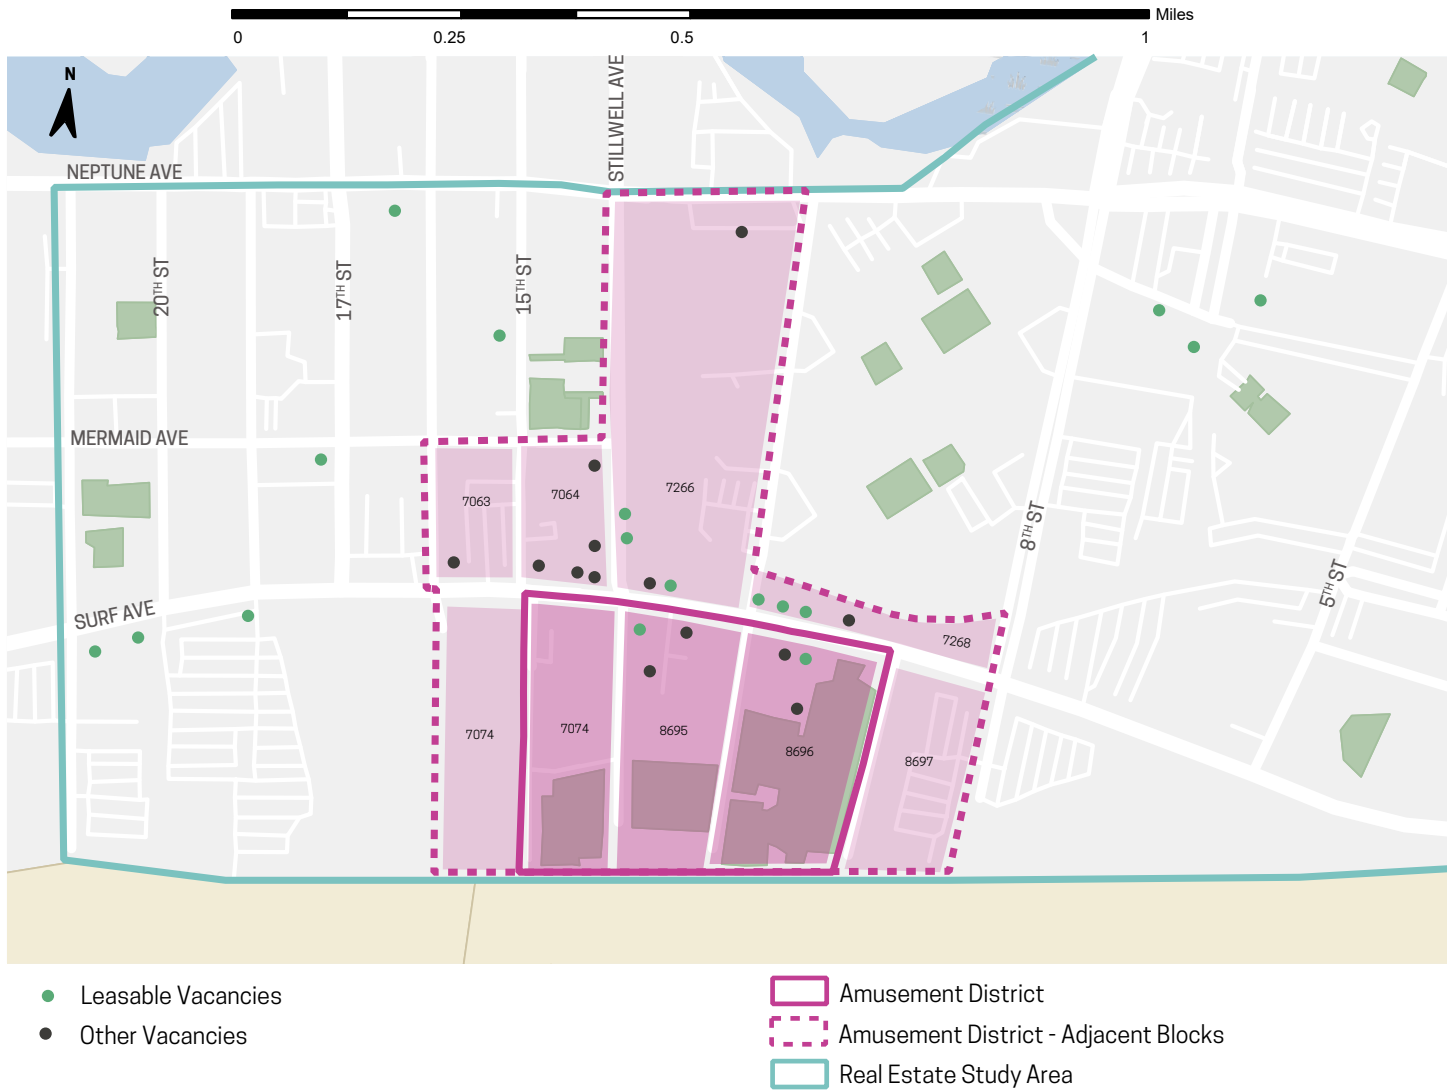 Miles
0 0.25 0.5 1
N
STILLWELL AVE
NEPTUNE AVE
20TH ST
17TH ST
15TH ST
MERMAID AVE
7063
7064
7266
8TH ST
5TH ST
SURF AVE
7268
7074
7074
8695
8696
8697
Leasable Vacancies
Other Vacancies
Amusement District
Amusement District - Adjacent Blocks
Real Estate Study Area